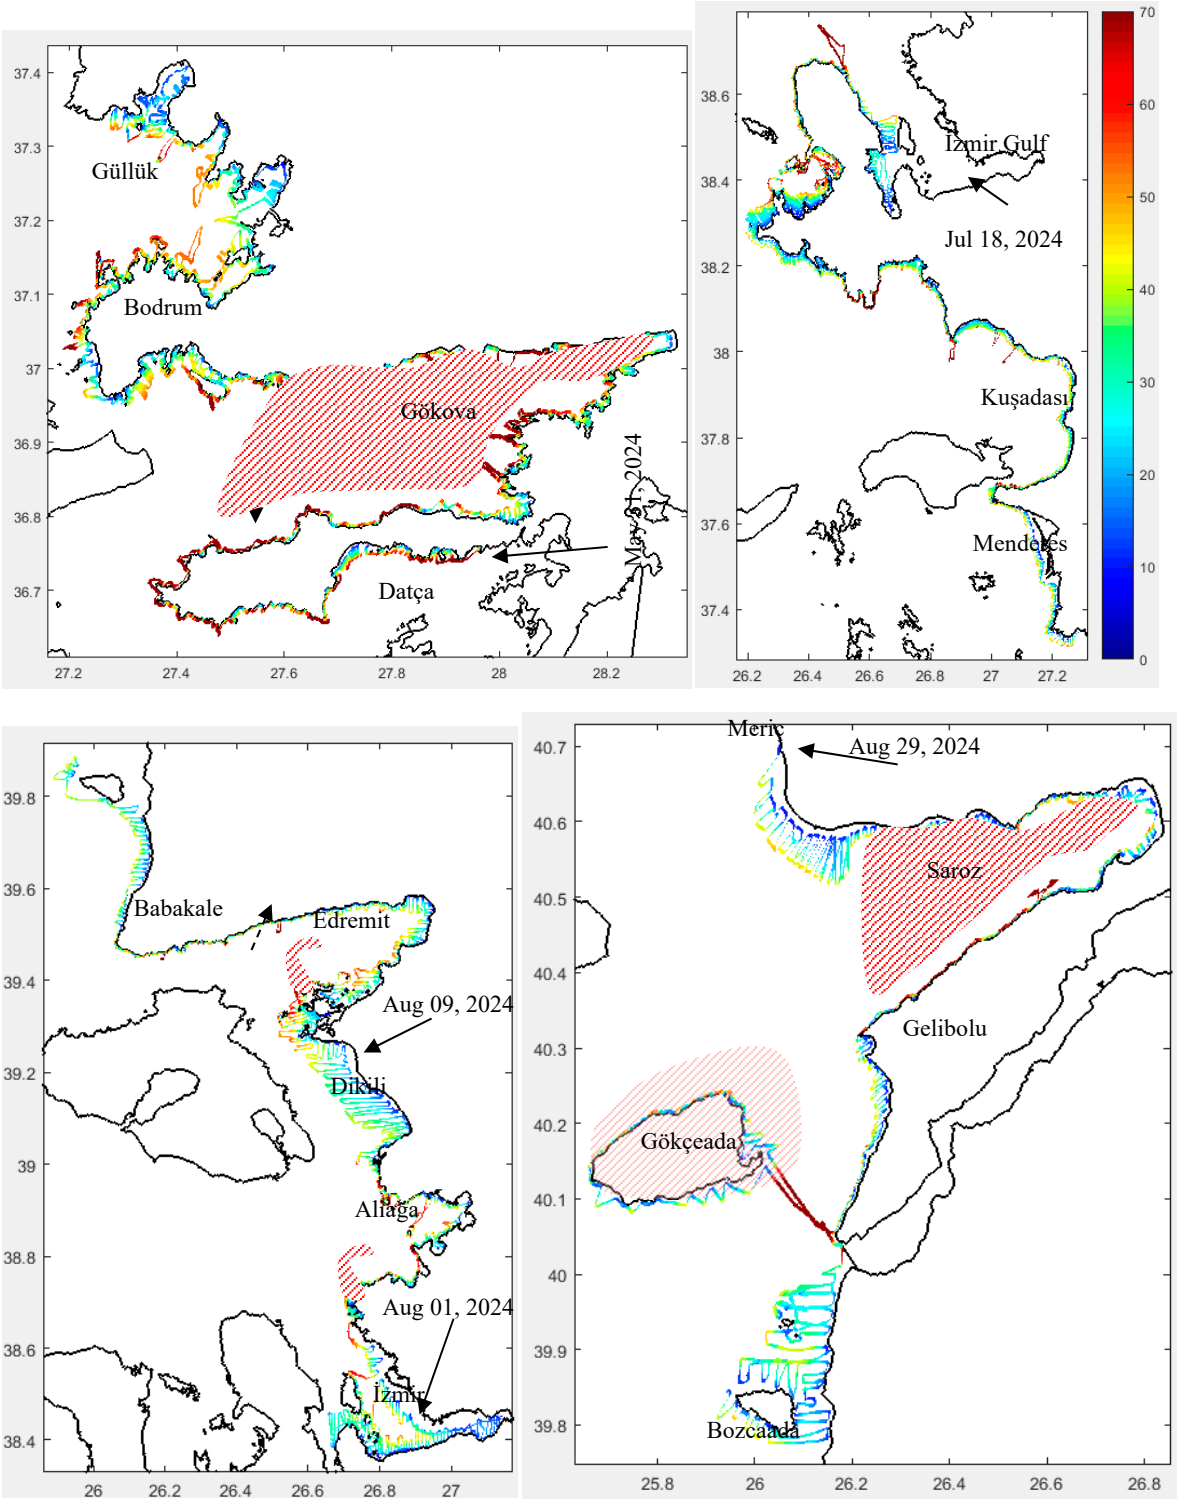 37.4
37.3
37.2
37.1
37
36.9
36.8
36.7
27.2
27.4
27.6
27.8
28
28.2
Güllük
Bodrum
Gökova
May 31, 2024
Datça
38.6
38.4
38.2
38
37.8
37.6
37.4
26.2
26.4
26.6
26.8
27
27.2
İzmir Gulf
Jul 18, 2024
Kuşadası
Menderes
70
60
50
40
30
20
10
0
39.8
39.6
39.4
39.2
39
38.8
38.6
38.4
26
26.2
26.4
26.6
26.8
27
Babakale
Edremit
Aug 09, 2024
Dikili
Aliağa
Aug 01, 2024
İzmir
40.7
40.6
40.5
40.4
40.3
40.2
40.1
40
39.9
39.8
25.8
26
26.2
26.4
26.6
26.8
Meriç
Aug 29, 2024
Saroz
Gelibolu
Gökçeada
Bozcaada